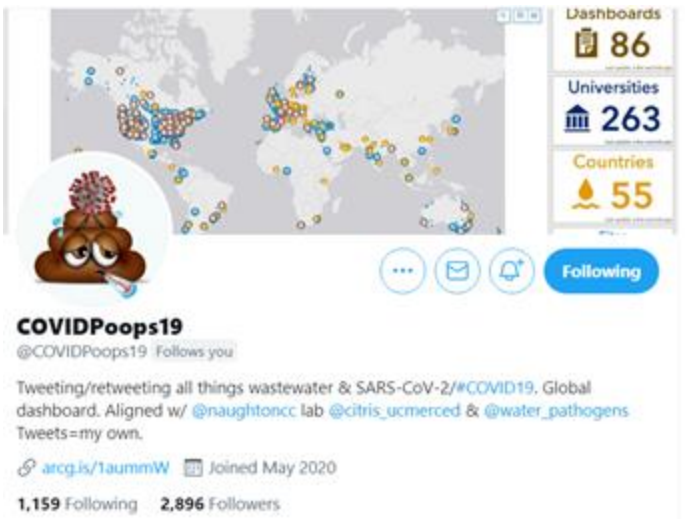 Dashboards
86
Universities
263
Countries
55
Following
COVIDPoops19
@COVIDPoops19 Follows you
Tweeting/retweeting all things wastewater & SARS-CoV-2/#COVID19. Global
dashboard. Aligned w/ @naughtoncc lab @citris_ucmerced & @water_pathogens
Tweets=my own.
arcg.is/1aummW Joined May 2020
1,159 Following 2,896 Followers